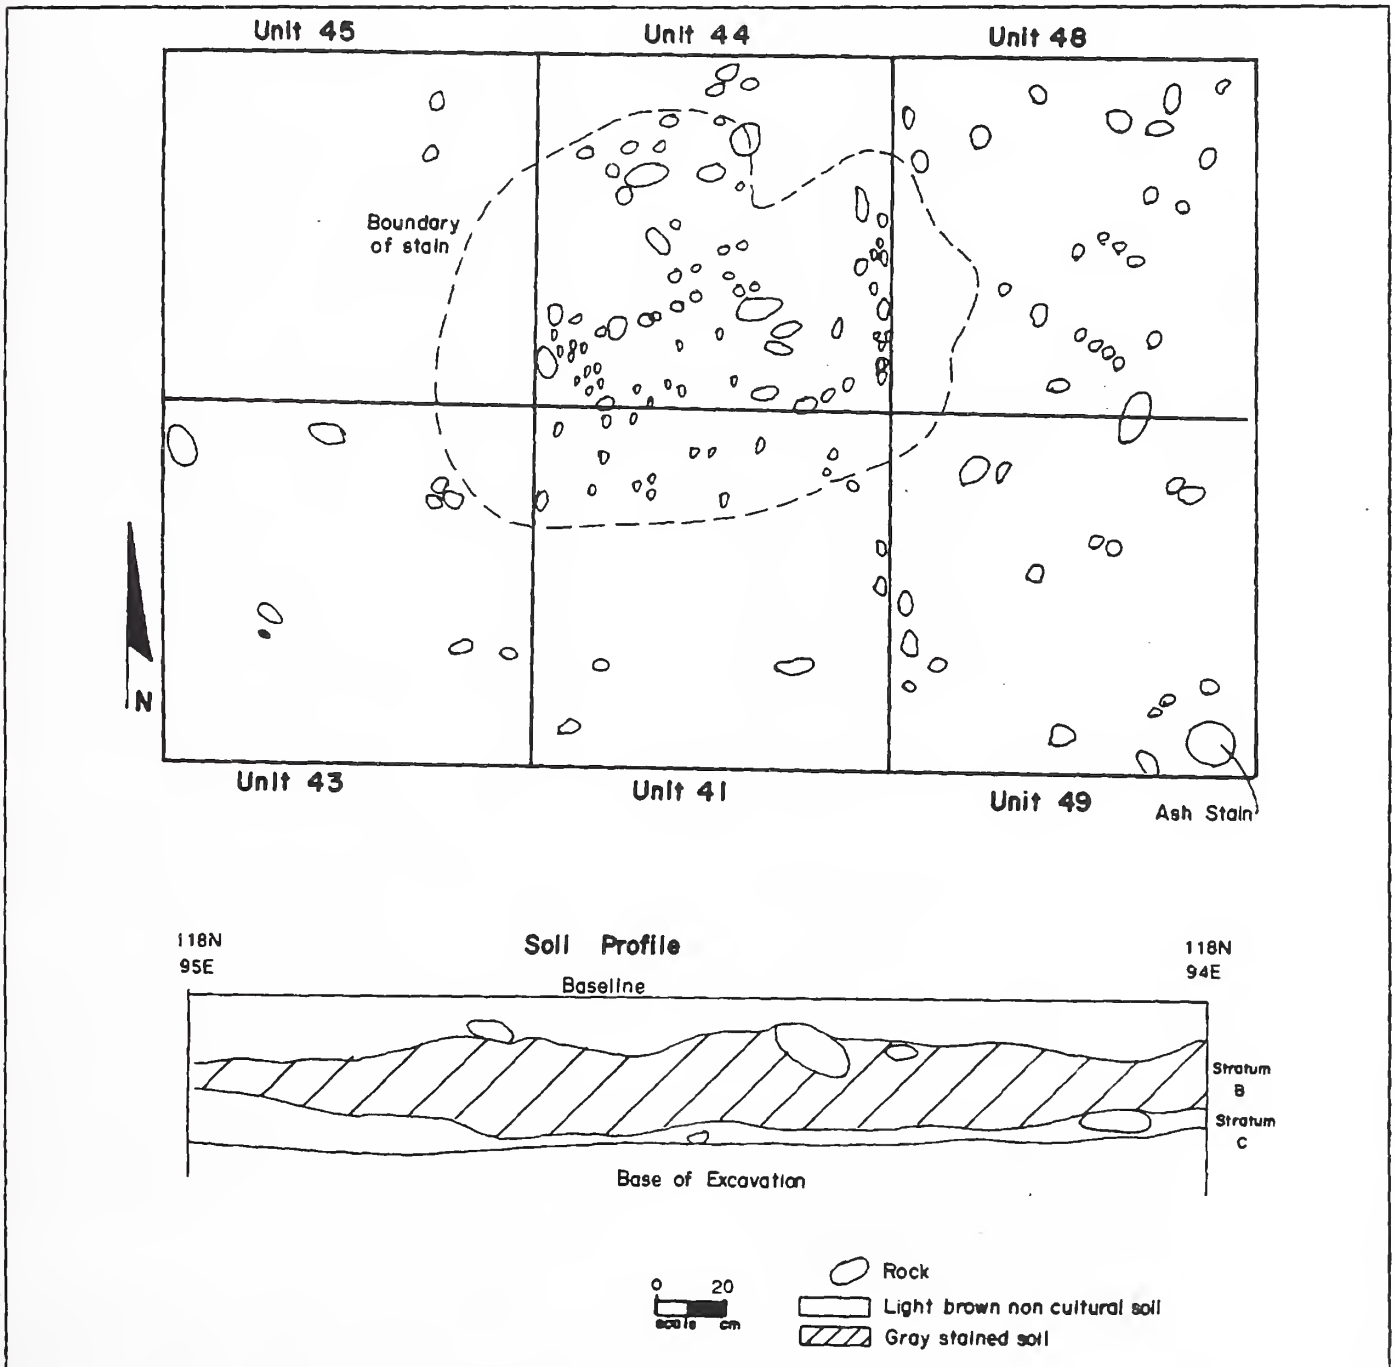 Unit 45
Unit 44
Unit 48
Boundary
of stain
N
Unit 43
Unit 41
Unit 49
Ash Stain
118N
95E
Soil Profile
118N
94E
Baseline
Stratum
B
Stratum
C
Base of Excavation
0 20
scale cm
Rock
Light brown non cultural soil
Gray stained soil